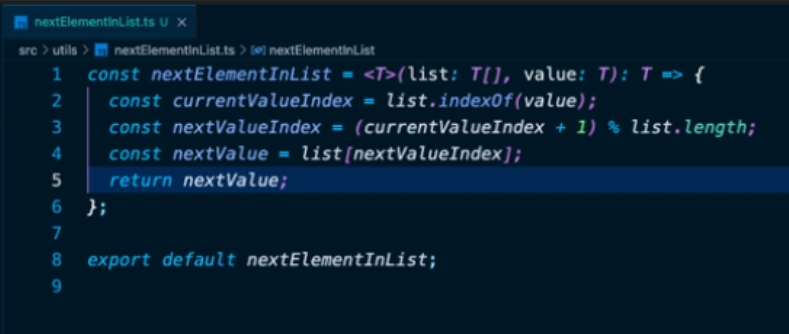 nextElementInList.ts U ×
src > utils > nextElementInList.ts > nextElementInList
1 const nextElementInList = <T>(list: T[], value: T): T => {
2 const currentValueIndex = list.indexOf(value);
3 const nextValueIndex = (currentValueIndex + 1) % list.length;
4 const nextValue = list[nextValueIndex];
5 return nextValue;
6 };
7
8 export default nextElementInList;
9